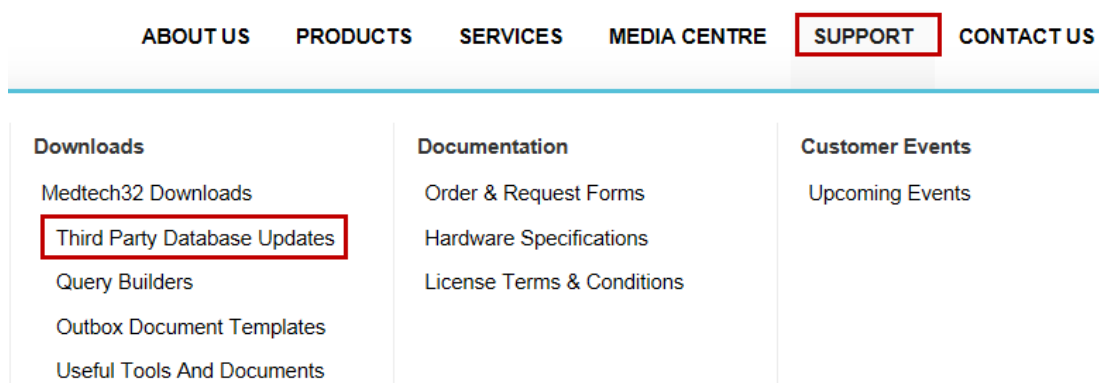 ABOUT US PRODUCTS SERVICES MEDIA CENTRE SUPPORT CONTACT US
Downloads
Medtech32 Downloads
Third Party Database Updates
Query Builders
Outbox Document Templates
Useful Tools And Documents
Documentation
Order & Request Forms
Hardware Specifications
License Terms & Conditions
Customer Events
Upcoming Events